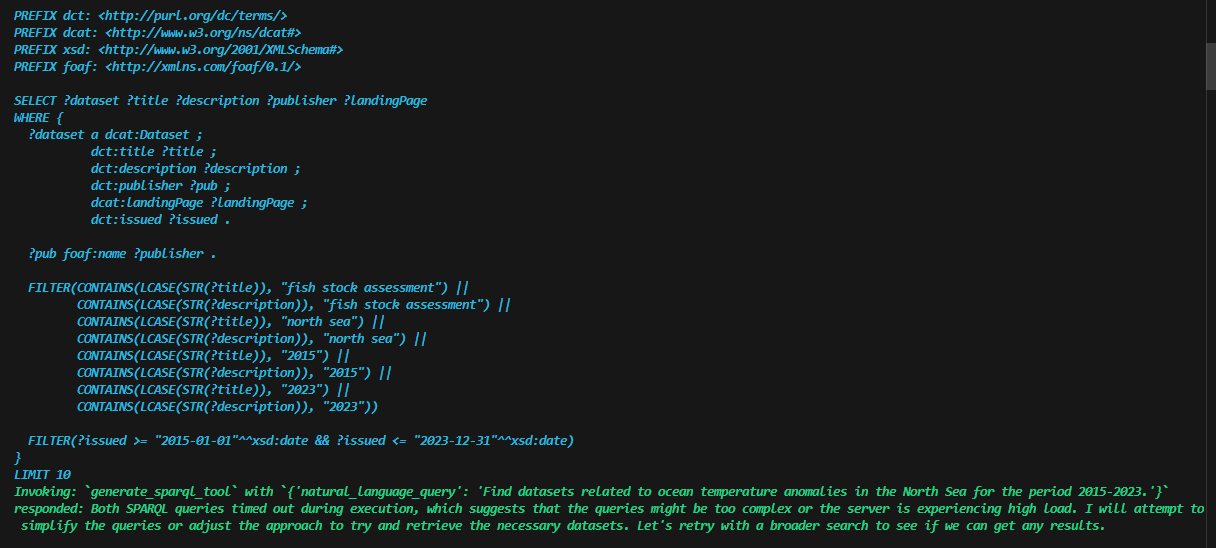 PREFIX dct: <http://purl.org/dc/terms/>
PREFIX dcat: <http://www.w3.org/ns/dcat#>
PREFIX xsd: <http://www.w3.org/2001/XMLSchema#>
PREFIX foaf: <http://xmlns.com/foaf/0.1/>
SELECT ?dataset ?title ?description ?publisher ?landingPage
WHERE {
?dataset a dcat:Dataset ;
dct:title ?title ;
dct:description ?description ;
dct:publisher ?pub ;
dcat:landingPage ?landingPage ;
dct:issued ?issued .
?pub foaf:name ?publisher .
FILTER(CONTAINS(LCASE(STR(?title)), "fish stock assessment") ||
CONTAINS(LCASE(STR(?description)), "fish stock assessment") ||
CONTAINS(LCASE(STR(?title)), "north sea") ||
CONTAINS(LCASE(STR(?description)), "north sea") ||
CONTAINS(LCASE(STR(?title)), "2015") ||
CONTAINS(LCASE(STR(?description)), "2015") ||
CONTAINS(LCASE(STR(?title)), "2023") ||
CONTAINS(LCASE(STR(?description)), "2023"))
FILTER(?issued >= "2015-01-01"^^xsd:date && ?issued <= "2023-12-31"^^xsd:date)
}
LIMIT 10
Invoking: `generate_sparql_tool` with `{'natural_language_query': 'Find datasets related to ocean temperature anomalies in the North Sea for the period 2015-2023.'}`
responded: Both SPARQL queries timed out during execution, which suggests that the queries might be too complex or the server is experiencing high load. I will attempt to
simplify the queries or adjust the approach to try and retrieve the necessary datasets. Let's retry with a broader search to see if we can get any results.